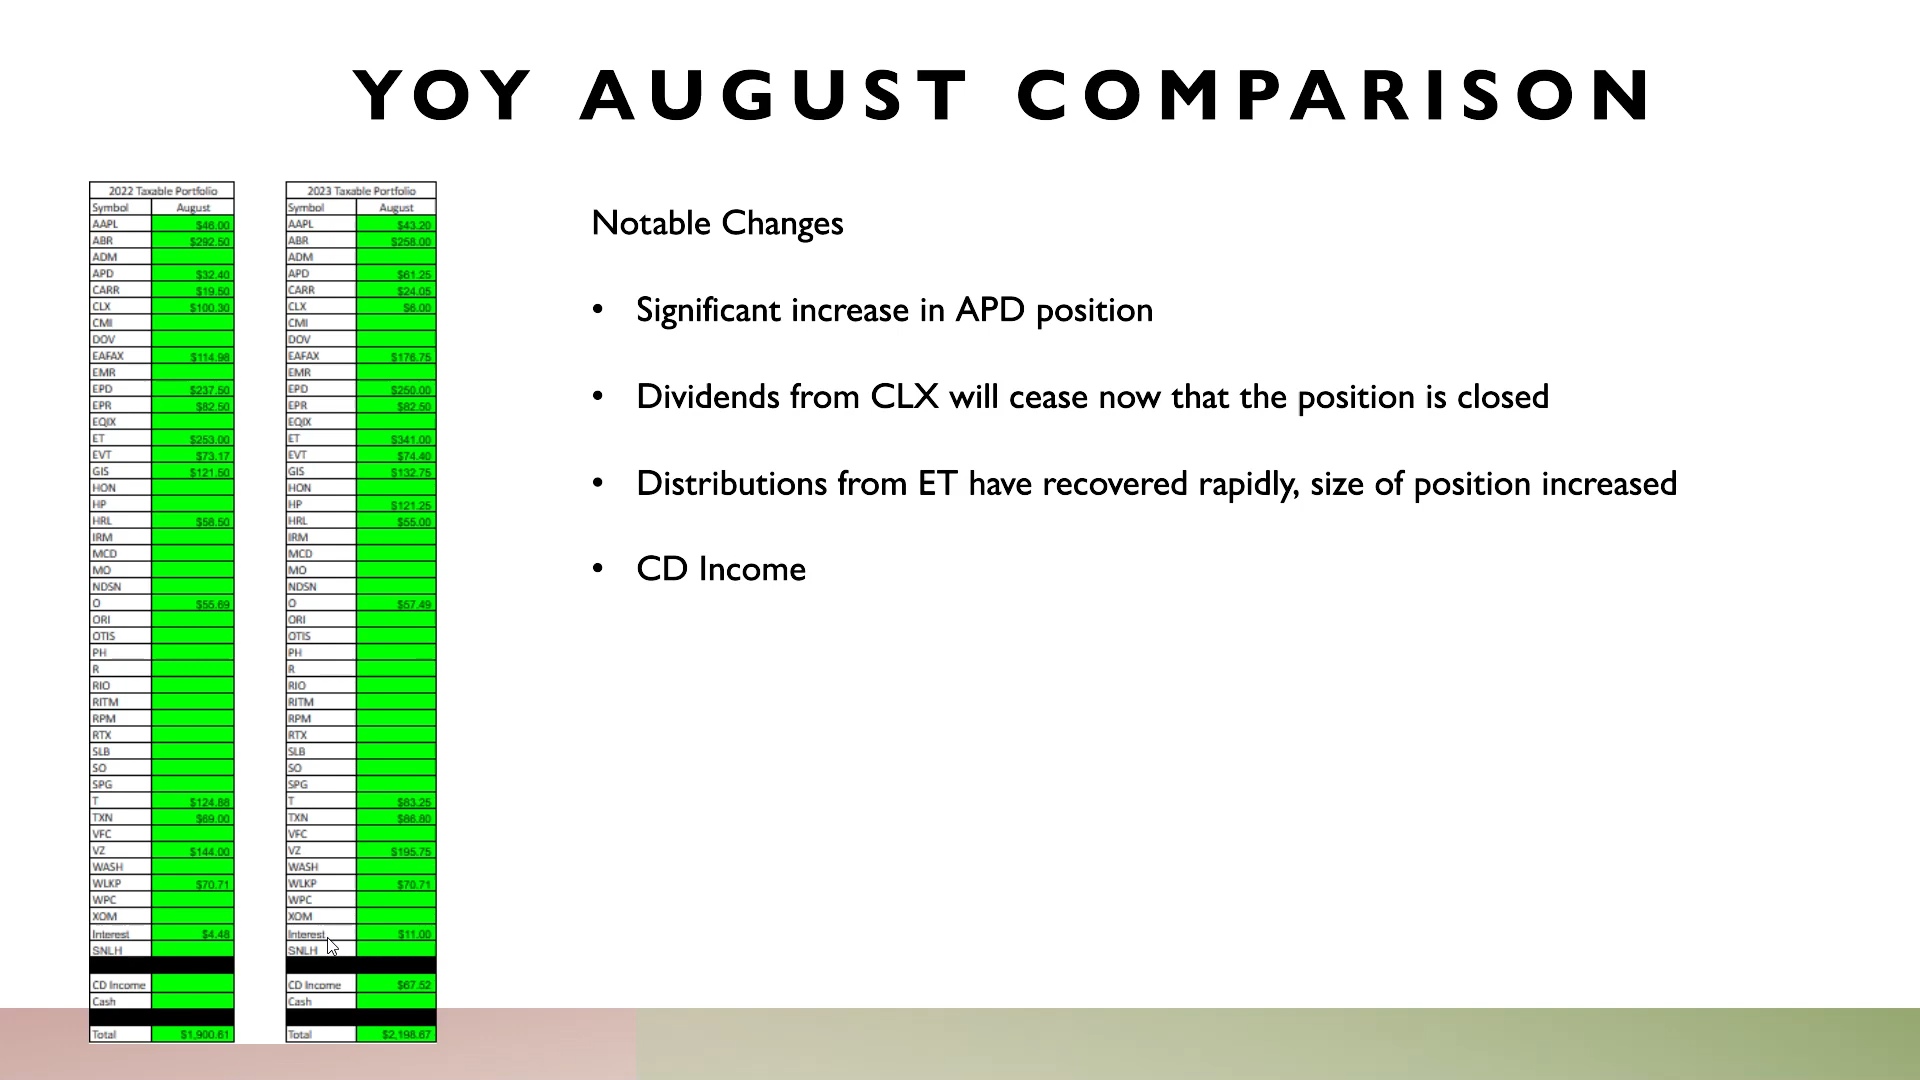 YOY AUGUST COMPARISON
2022 Taxable Portfolio
Symbol August
AAPL $46.00
ABR $292.50
ADM
APD $32.40
CARR $19.50
CLX $100.30
CMI
DOV
EAFAX $114.98
EMR
EPD $237.50
EPR $82.50
EQIX
ET $253.00
EVT $73.17
GIS $121.50
HON
HP
HRL $58.50
IRM
MCD
MO
NDSN
O $55.69
ORI
OTIS
PH
R
RIO
RITM
RPM
RTX
SLB
SO
SPG
T $124.88
TXN $69.00
VFC
VZ $144.00
WASH
WLKP $70.71
WPC
XOM
Interest $4.48
SNLH
CD Income
Cash
Total $1,900.61
2023 Taxable Portfolio
Symbol August
AAPL $43.20
ABR $258.00
ADM
APD $61.25
CARR $24.05
CLX $6.00
CMI
DOV
EAFAX $176.75
EMR
EPD $250.00
EPR $82.50
EQIX
ET $341.00
EVT $74.40
GIS $132.75
HON
HP $121.25
HRL $55.00
IRM
MCD
MO
NDSN
O $57.49
ORI
OTIS
PH
R
RIO
RITM
RPM
RTX
SLB
SO
SPG
T $83.25
TXN $86.80
VFC
VZ $195.75
WASH
WLKP $70.71
WPC
XOM
Interest $11.00
SNLH
CD Income $67.52
Cash
Total $2,198.67
Notable Changes
• Significant increase in APD position
• Dividends from CLX will cease now that the position is closed
• Distributions from ET have recovered rapidly, size of position increased
• CD Income